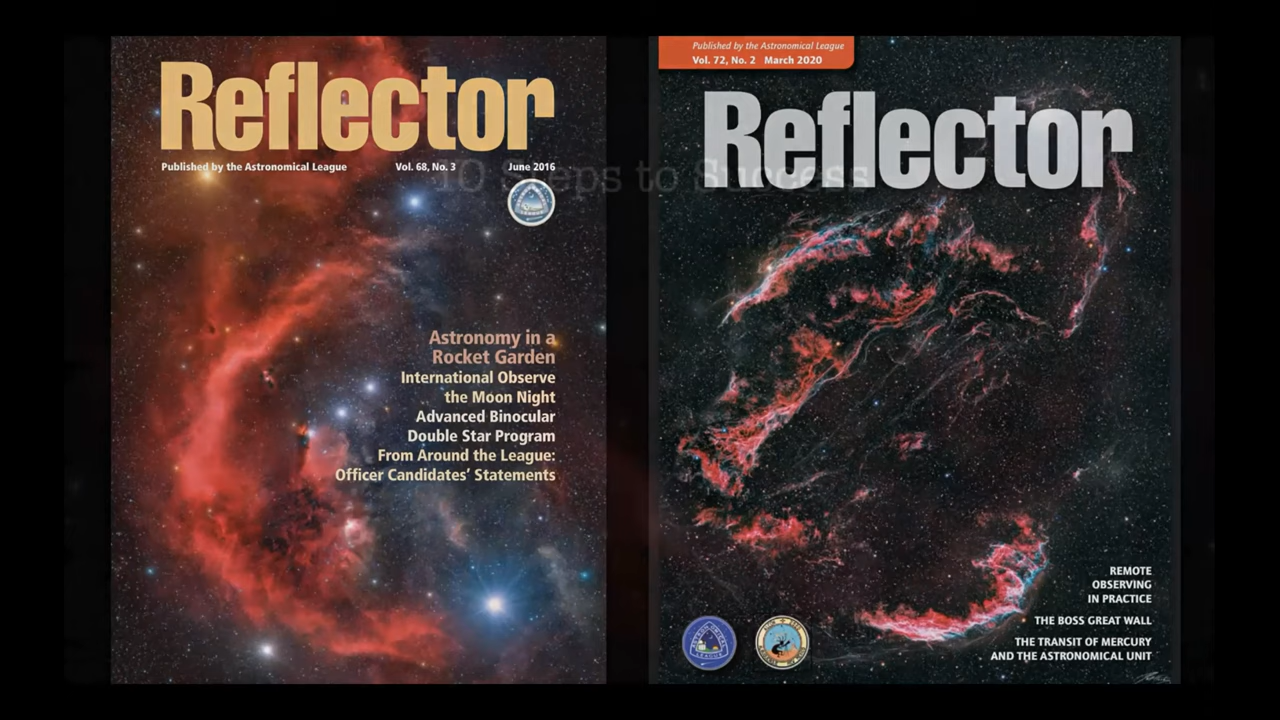 Reflector
Published by the Astronomical League Vol. 68, No. 3 June 2016
Astronomy in a
Rocket Garden
International Observe
the Moon Night
Advanced Binocular
Double Star Program
From Around the League:
Officer Candidates' Statements
Published by the Astronomical League
Vol. 72, No. 2 March 2020
Reflector
REMOTE
OBSERVING
IN PRACTICE
THE BOSS GREAT WALL
THE TRANSIT OF MERCURY
AND THE ASTRONOMICAL UNIT
10 Steps to Success